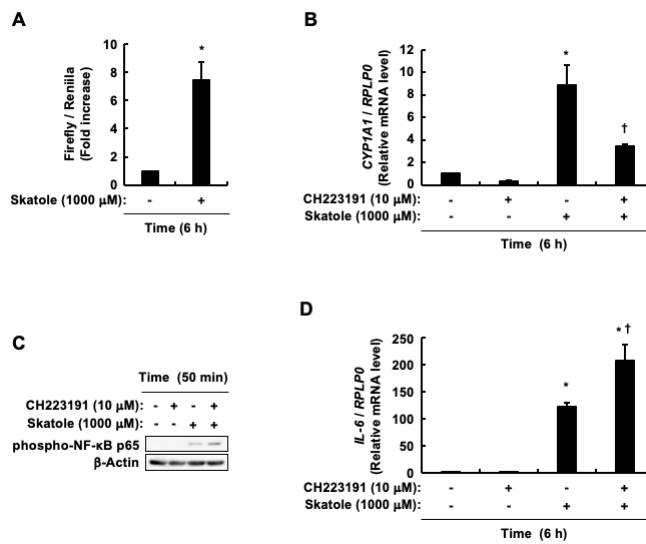 A
Firefly / Reniila
(Fold increase)
10
8
6
4
2
0
*
Skatole (1000 µM): - +
Time (6 h)
B
CYP1A1 / RPLP0
(Relative mRNA level)
12
10
8
6
4
2
0
*
†
CH223191 (10 µM): - + - +
Skatole (1000 µM): - - + +
Time (6 h)
C
Time (50 min)
CH223191 (10 µM): - + - +
Skatole (1000 µM): - - + +
phospho-NF-κB p65
β-Actin
D
IL-6 / RPLP0
(Relative mRNA level)
250
200
150
100
50
0
*
* †
CH223191 (10 µM): - + - +
Skatole (1000 µM): - - + +
Time (6 h)